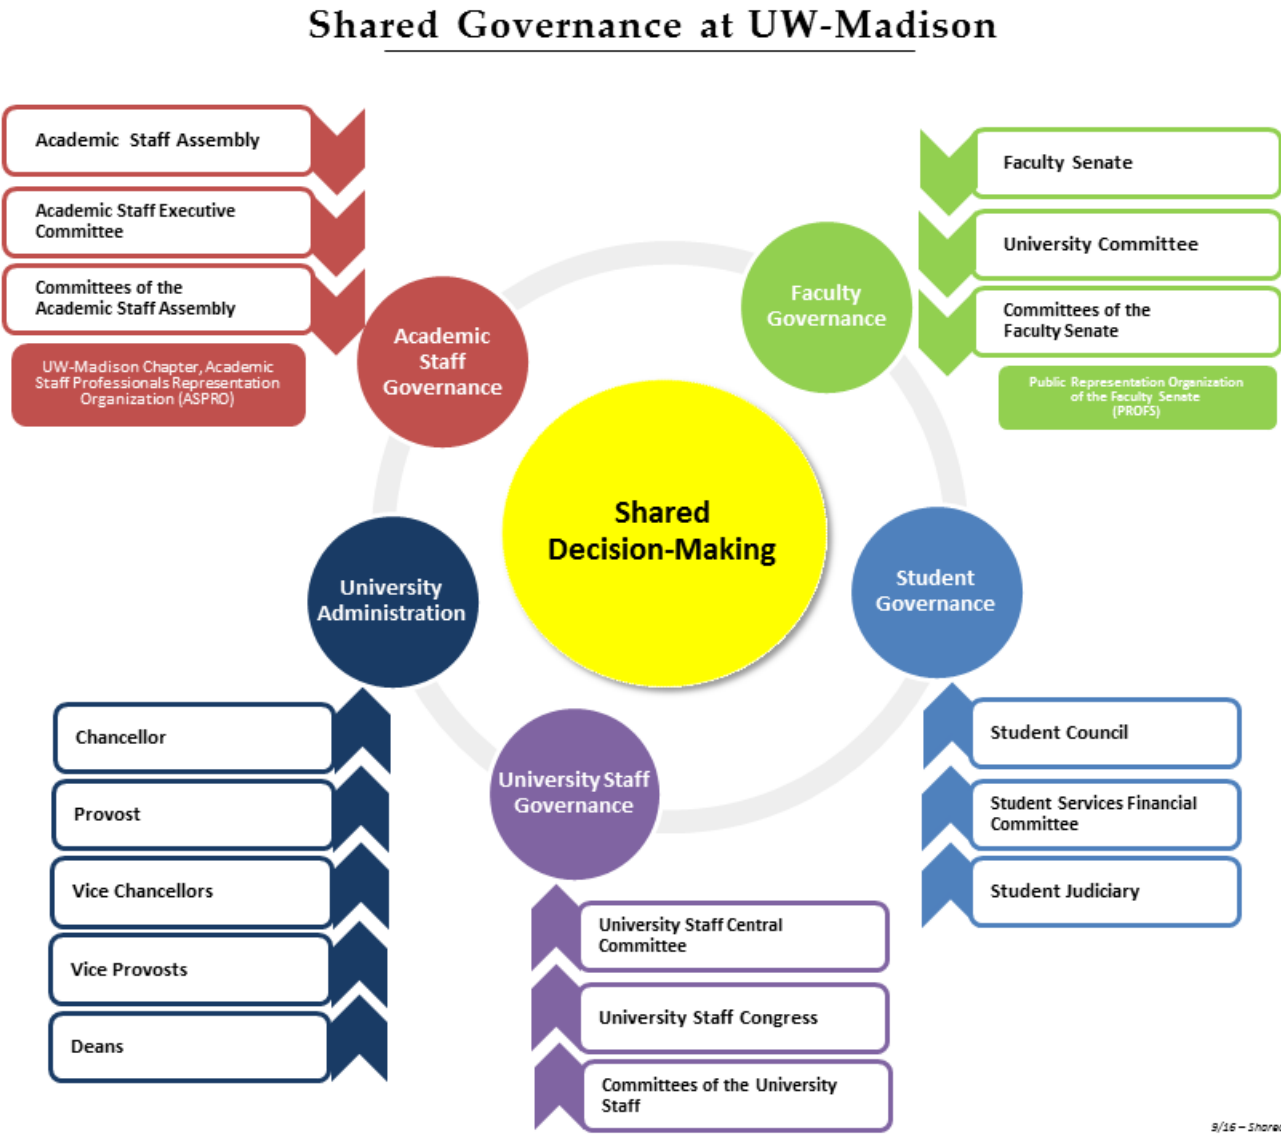 Shared Governance at UW-Madison
Academic Staff Assembly
Academic Staff Executive
Committee
Committees of the
Academic Staff Assembly
UW-Madison Chapter, Academic
Staff Professionals Representation
Organization (ASPRO)
Academic
Staff
Governance
Faculty
Governance
Faculty Senate
University Committee
Committees of the
Faculty Senate
Public Representation Organization
of the Faculty Senate
(PROFS)
Shared
Decision-Making
University
Administration
Student
Governance
Chancellor
Provost
Vice Chancellors
Vice Provosts
Deans
University Staff
Governance
University Staff Central
Committee
University Staff Congress
Committees of the University
Staff
Student Council
Student Services Financial
Committee
Student Judiciary
9/16 – Shared